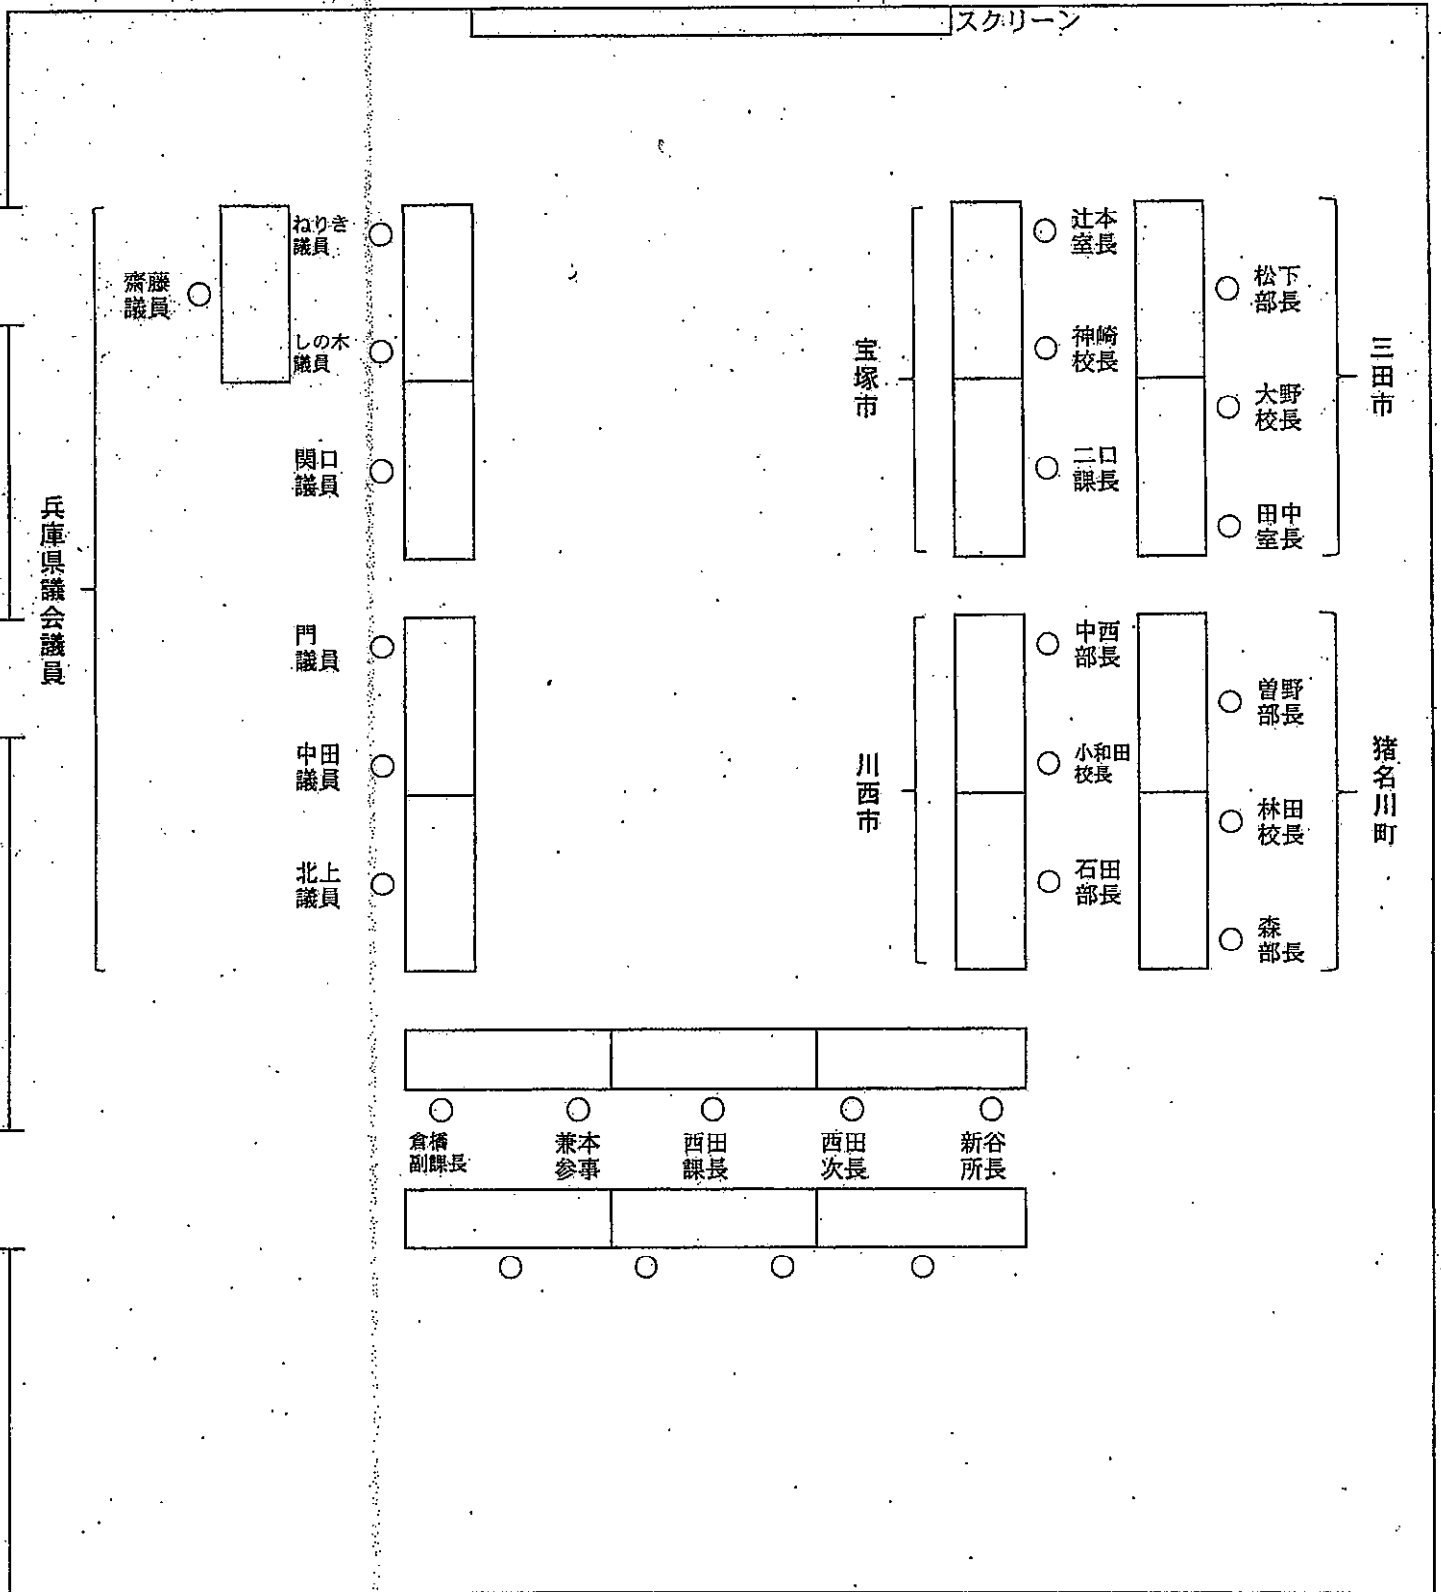 スクリーン
兵庫県議会議員
齋藤
議員
ねりき
議員
しの木
議員
関口
議員
門
議員
中田
議員
北上
議員
宝塚市
辻本
室長
神崎
校長
二口
課長
三田市
松下
部長
大野
校長
田中
室長
川西市
中西
部長
小和田
校長
石田
部長
猪名川町
曽野
部長
林田
校長
森
部長
倉橋
副課長
兼本
参事
西田
課長
西田
次長
新谷
所長